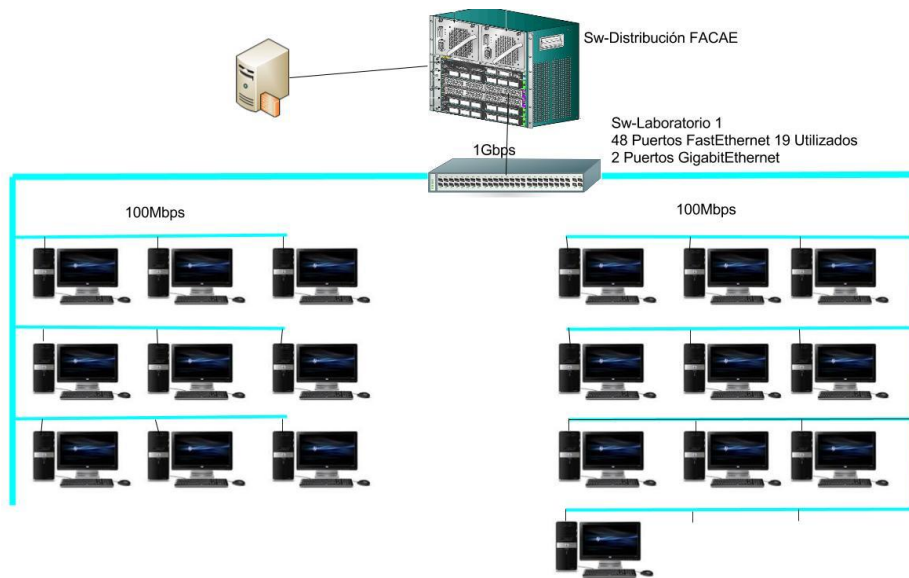 Sw-Distribución FACAE
Sw-Laboratorio 1
48 Puertos FastEthernet 19 Utilizados
2 Puertos GigabitEthernet
1Gbps
100Mbps
100Mbps